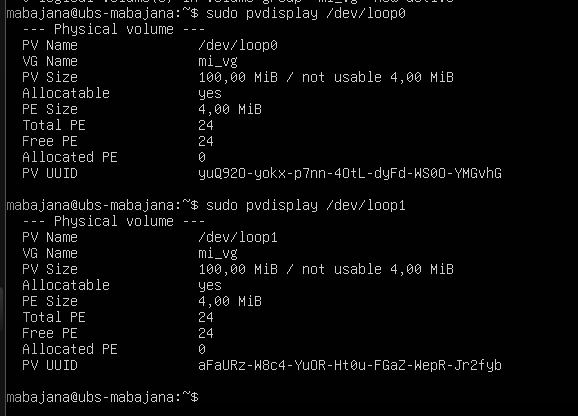 mabajana@ubs-mabajana:~$ sudo pvdisplay /dev/loop0
--- Physical volume ---
PV Name /dev/loop0
VG Name mi_vg
PV Size 100,00 MiB / not usable 4,00 MiB
Allocatable yes
PE Size 4,00 MiB
Total PE 24
Free PE 24
Allocated PE 0
PV UUID yuQ92O-yokx-p7nn-4OtL-dyFd-WS0O-YMGvhG
mabajana@ubs-mabajana:~$ sudo pvdisplay /dev/loop1
--- Physical volume ---
PV Name /dev/loop1
VG Name mi_vg
PV Size 100,00 MiB / not usable 4,00 MiB
Allocatable yes
PE Size 4,00 MiB
Total PE 24
Free PE 24
Allocated PE 0
PV UUID aFaURz-W8c4-YuOR-Ht0u-FGaZ-WepR-Jr2fyb
mabajana@ubs-mabajana:~$